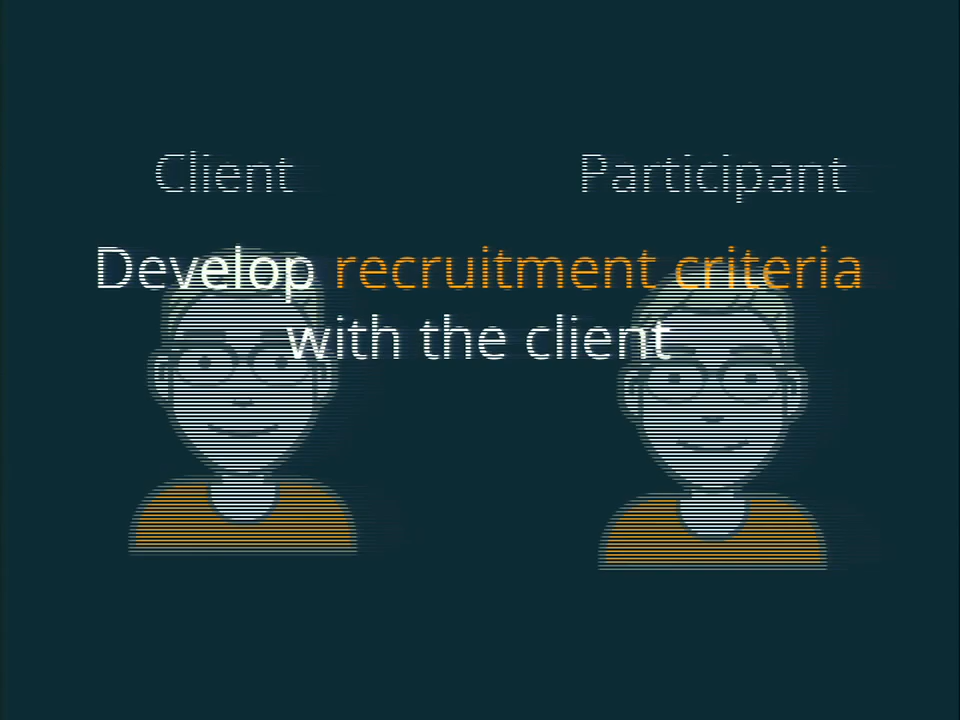 Client
Participant
Develop recruitment criteria
with the client